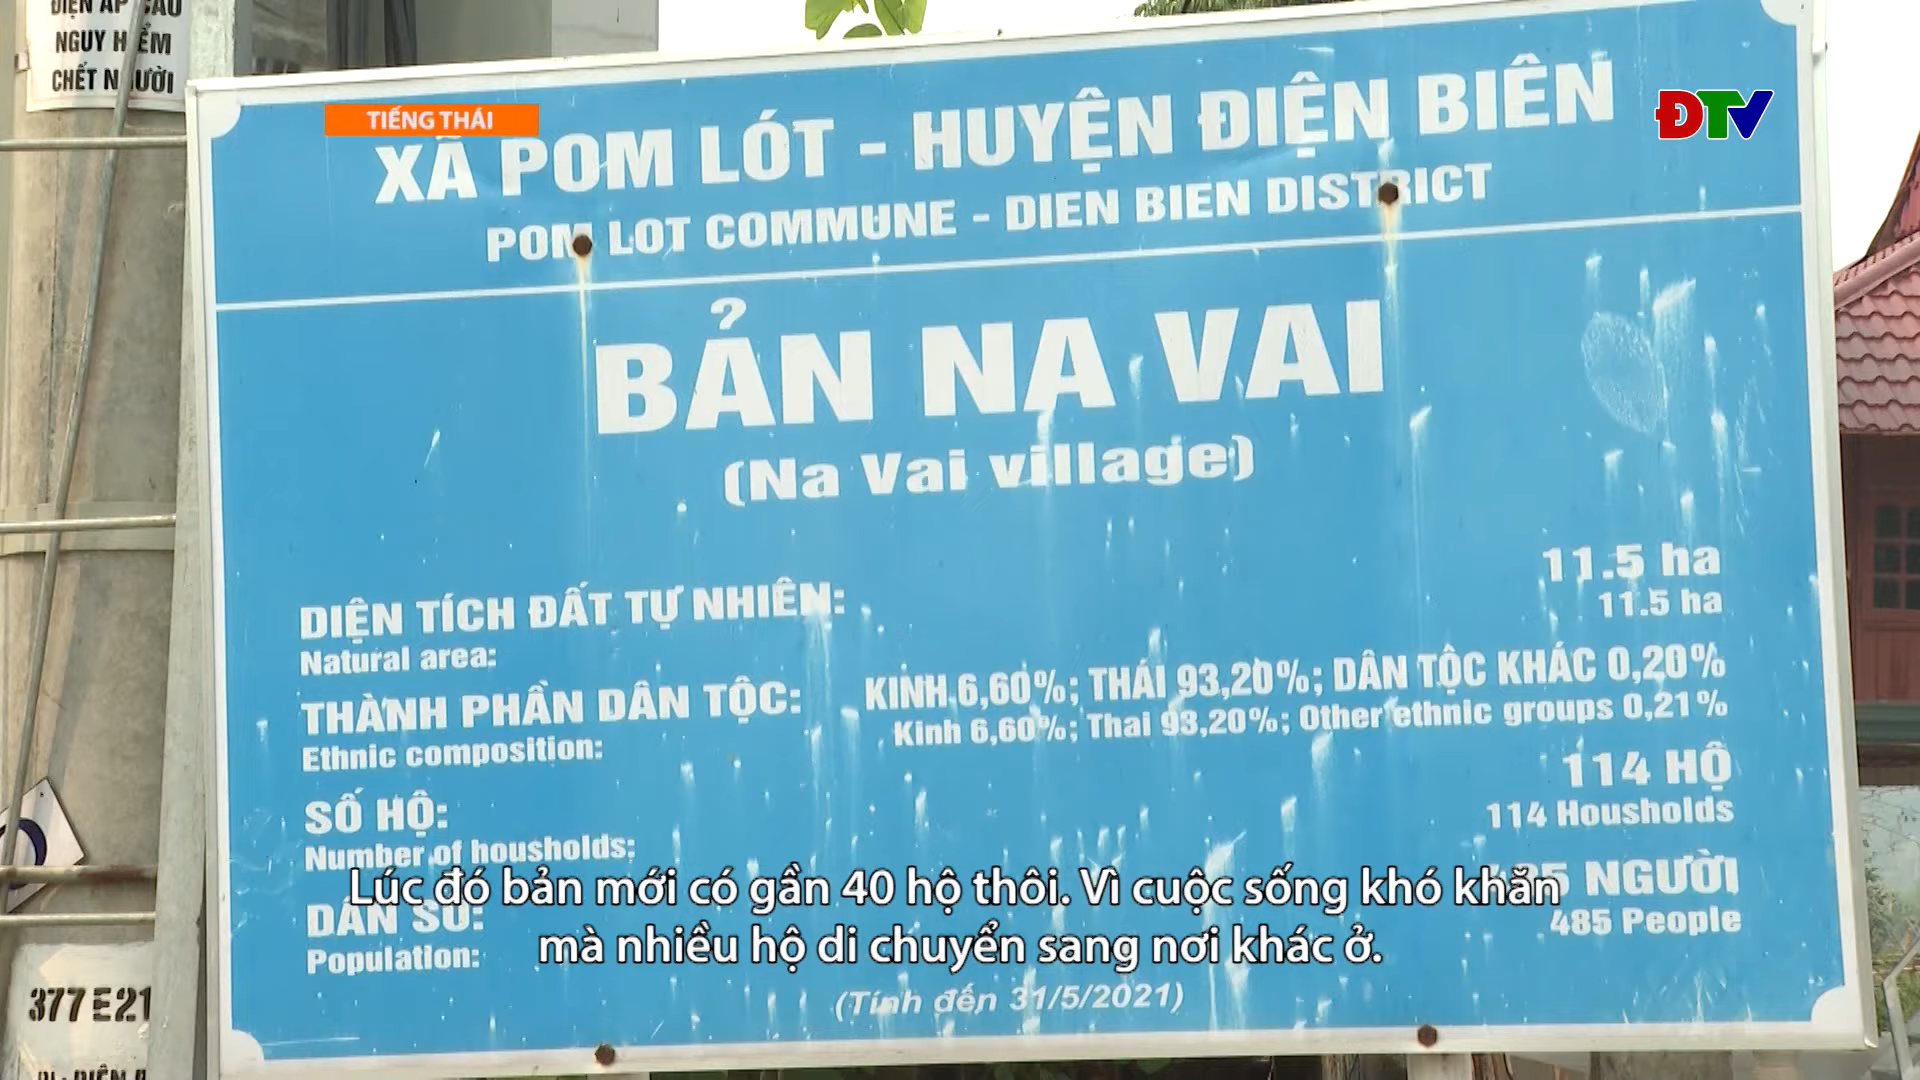 ĐIỆN ÁP CAO
NGUY HIỂM
CHẾT NGƯỜI
TIẾNG THÁI
ĐTV
XÃ POM LÓT - HUYỆN ĐIỆN BIÊN
POM LOT COMMUNE - DIEN BIEN DISTRICT
BẢN NA VAI
(Na Vai village)
DIỆN TÍCH ĐẤT TỰ NHIÊN: 11.5 ha
Natural area: 11.5 ha
THÀNH PHẦN DÂN TỘC: KINH 6,60%; THÁI 93,20%; DÂN TỘC KHÁC 0,20%
Ethnic composition: Kinh 6,60%; Thai 93,20%; Other ethnic groups 0,21%
SỐ HỘ: 114 HỘ
Number of housholds: 114 Housholds
DÂN SỐ: 485 NGƯỜI
Population: 485 People
(Tính đến 31/5/2021)
Lúc đó bản mới có gần 40 hộ thôi. Vì cuộc sống khó khăn
mà nhiều hộ di chuyển sang nơi khác ở.
377 E21